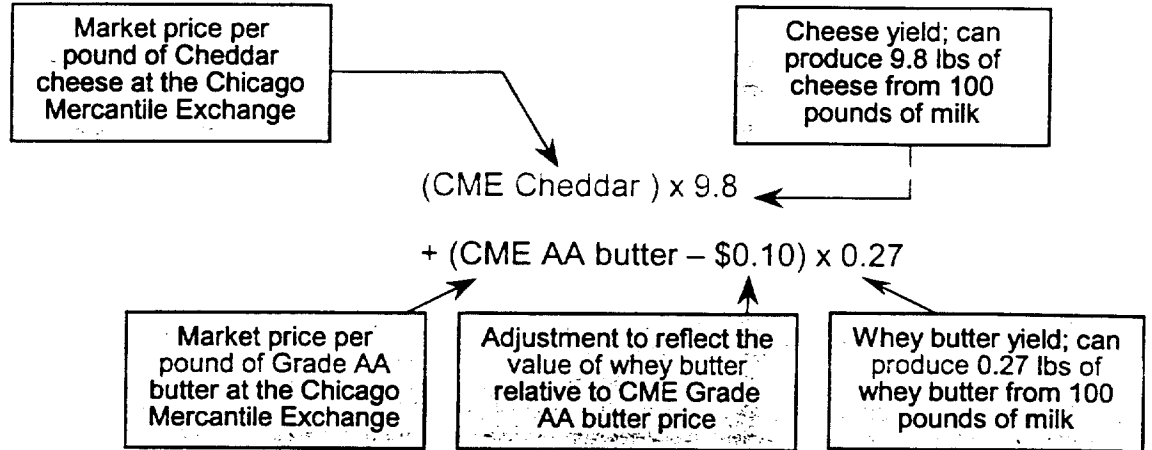 Market price per
pound of Cheddar
cheese at the Chicago
Mercantile Exchange
Cheese yield; can
produce 9.8 lbs of
cheese from 100
pounds of milk
(CME Cheddar ) x 9.8
+ (CME AA butter – $0.10) x 0.27
Market price per
pound of Grade AA
butter at the Chicago
Mercantile Exchange
Adjustment to reflect the
value of whey butter
relative to CME Grade
AA butter price
Whey butter yield; can
produce 0.27 lbs of
whey butter from 100
pounds of milk